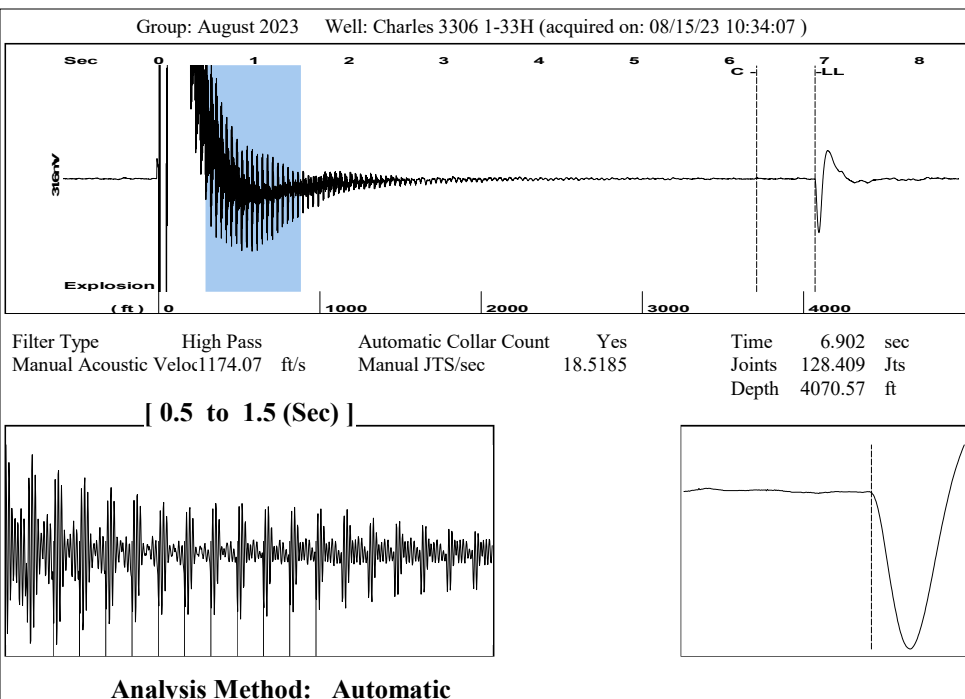 Group: August 2023 Well: Charles 3306 1-33H (acquired on: 08/15/23 10:34:07 )
Sec 0 1 2 3 4 5 6 7 8
C - -LL
Explosion
(ft) 0 1000 2000 3000 4000
Filter Type High Pass Automatic Collar Count Yes Time 6.902 sec
Manual Acoustic Veloc1174.07 ft/s Manual JTS/sec 18.5185 Joints 128.409 Jts
Depth 4070.57 ft
[ 0.5 to 1.5 (Sec) ]
Analysis Method: Automatic